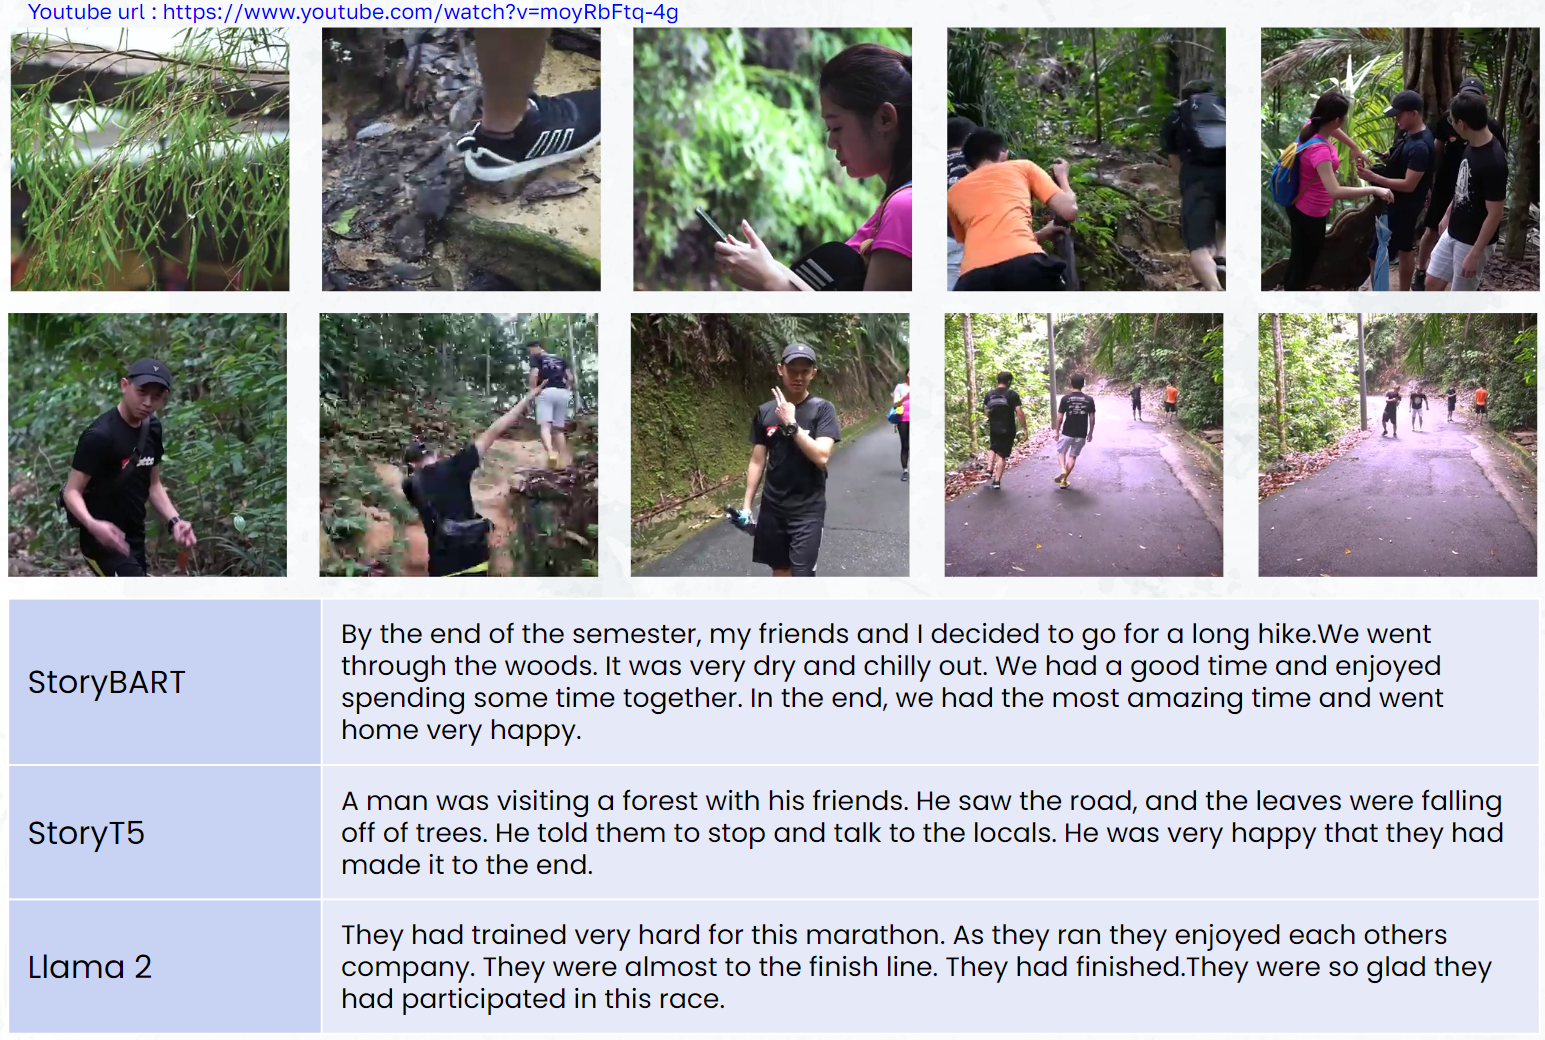 Youtube url : https://www.youtube.com/watch?v=moyRbFtq-4g
StoryBART
By the end of the semester, my friends and I decided to go for a long hike.We went
through the woods. It was very dry and chilly out. We had a good time and enjoyed
spending some time together. In the end, we had the most amazing time and went
home very happy.
StoryT5
A man was visiting a forest with his friends. He saw the road, and the leaves were falling
off of trees. He told them to stop and talk to the locals. He was very happy that they had
made it to the end.
Llama 2
They had trained very hard for this marathon. As they ran they enjoyed each others
company. They were almost to the finish line. They had finished.They were so glad they
had participated in this race.